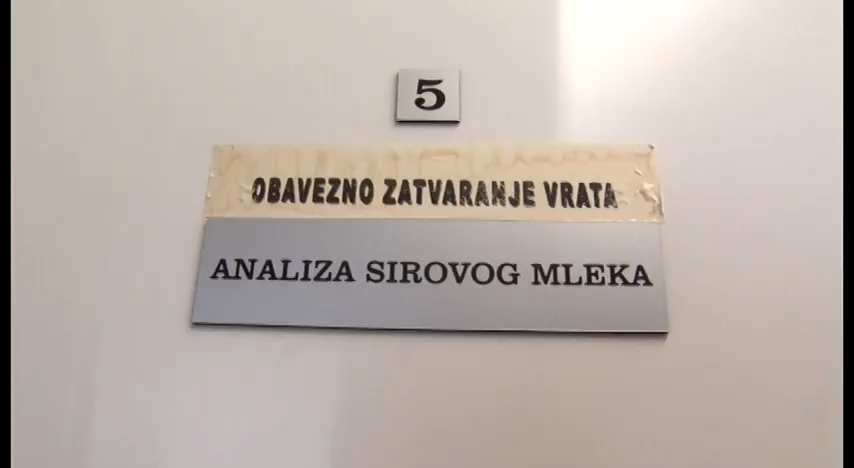 5
OBAVEZNO ZATVARANJE VRATA
ANALIZA SIROVOG MLEKA